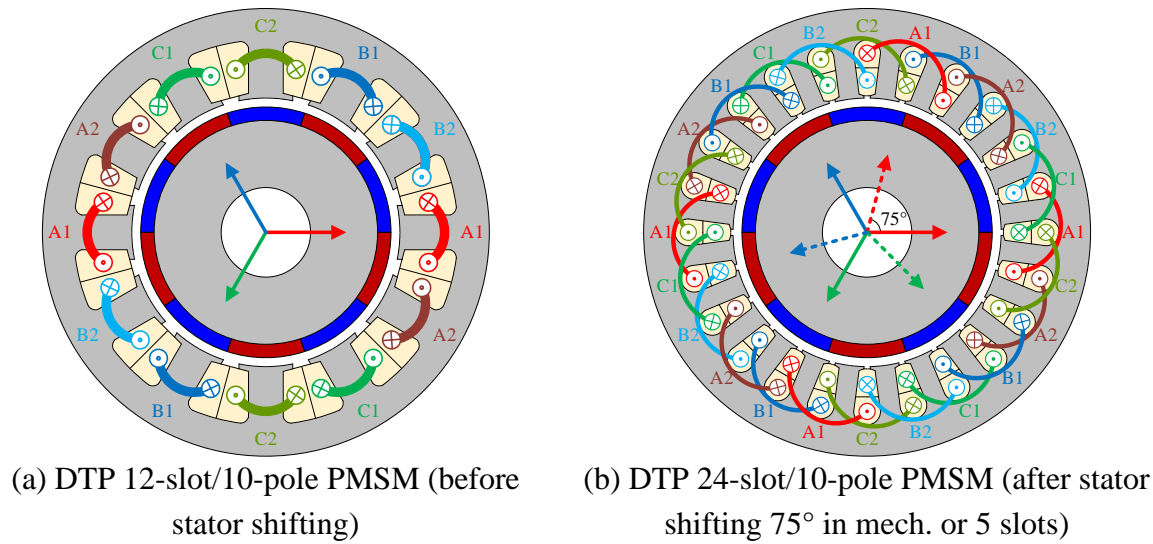 C2
C1
B1
A2
B2
A1
A1
B2
A2
B1
C1
C2
(a) DTP 12-slot/10-pole PMSM (before
stator shifting)
C2
B2
A1
C1
B1
B1
A2
A2
B2
C2
C1
75°
A1
A1
C1
C2
B2
A2
A2
B1
B1
C1
A1
B2
C2
(b) DTP 24-slot/10-pole PMSM (after stator
shifting 75° in mech. or 5 slots)